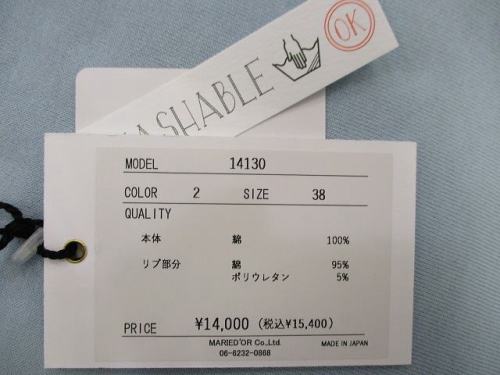 WASHABLE
OK
MODEL 14130
COLOR 2 SIZE 38
QUALITY
本体 綿 100%
リブ部分 綿 95%
ポリウレタン 5%
PRICE ¥14,000 (税込¥15,400)
MARIED'OR Co.,Ltd.
06-6232-0868
MADE IN JAPAN